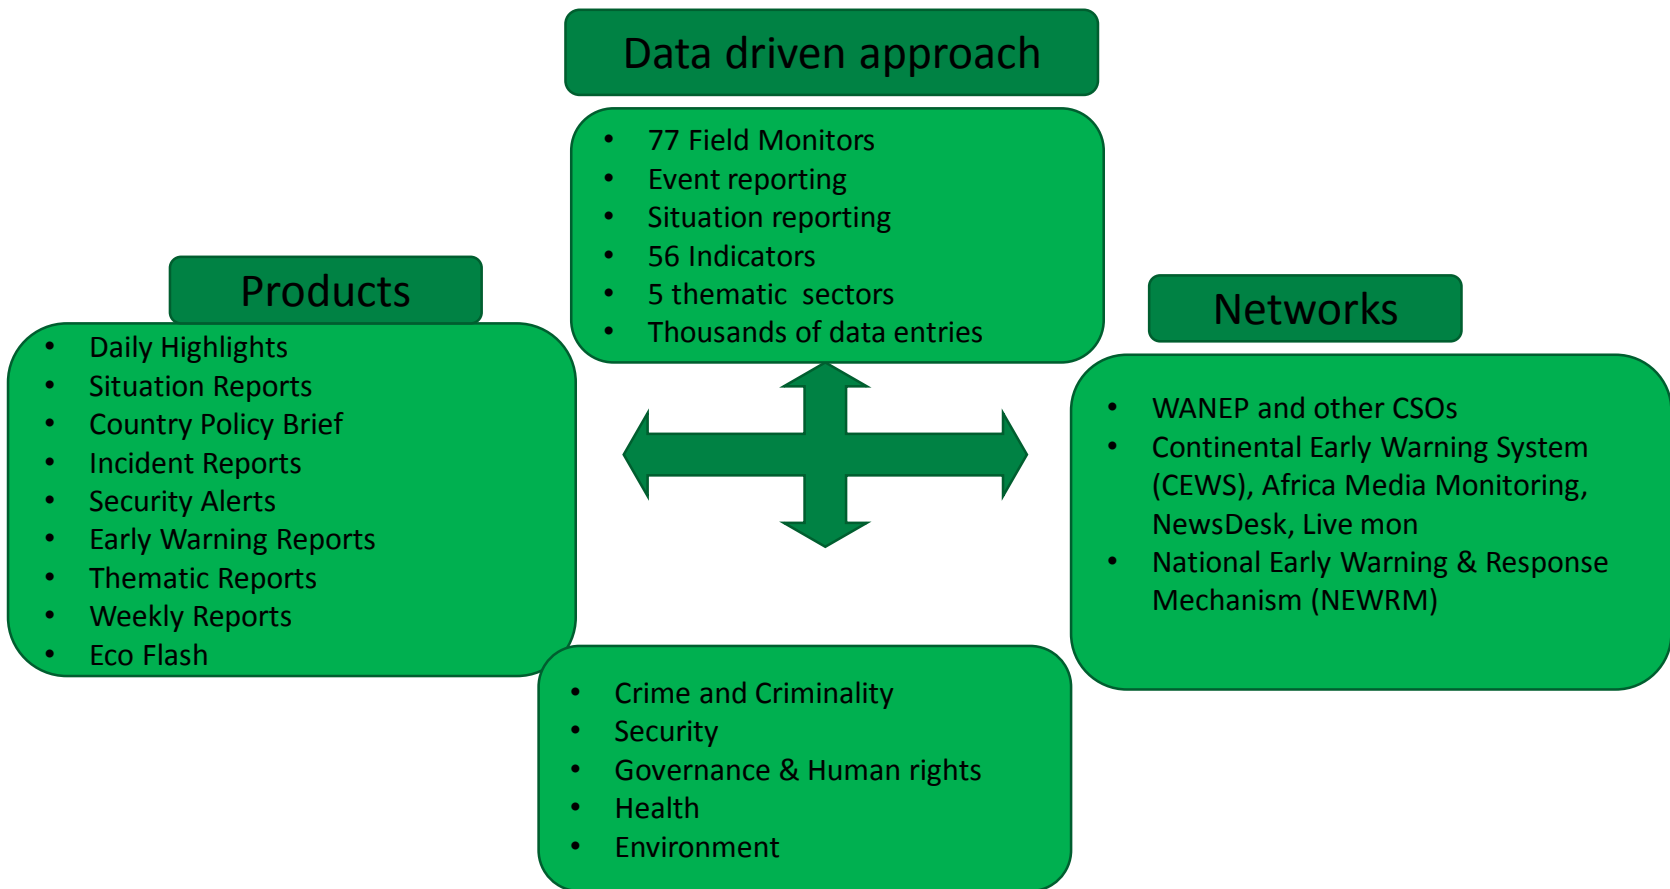 Data driven approach
• 77 Field Monitors
• Event reporting
• Situation reporting
• 56 Indicators
• 5 thematic sectors
• Thousands of data entries
Products
• Daily Highlights
• Situation Reports
• Country Policy Brief
• Incident Reports
• Security Alerts
• Early Warning Reports
• Thematic Reports
• Weekly Reports
• Eco Flash
Networks
• WANEP and other CSOs
• Continental Early Warning System
(CEWS), Africa Media Monitoring,
NewsDesk, Live mon
• National Early Warning & Response
Mechanism (NEWRM)
• Crime and Criminality
• Security
• Governance & Human rights
• Health
• Environment